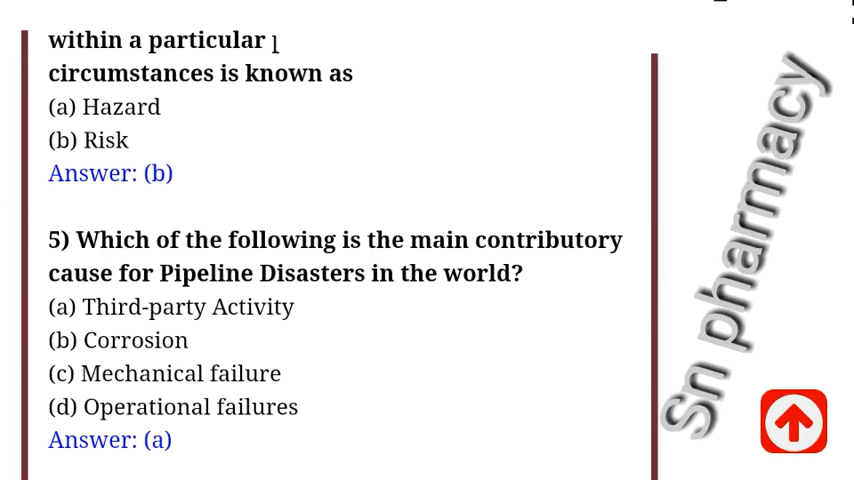 within a particular
circumstances is known as
(a) Hazard
(b) Risk
Answer: (b)
5) Which of the following is the main contributory
cause for Pipeline Disasters in the world?
(a) Third-party Activity
(b) Corrosion
(c) Mechanical failure
(d) Operational failures
Answer: (a)
Sn pharmacy